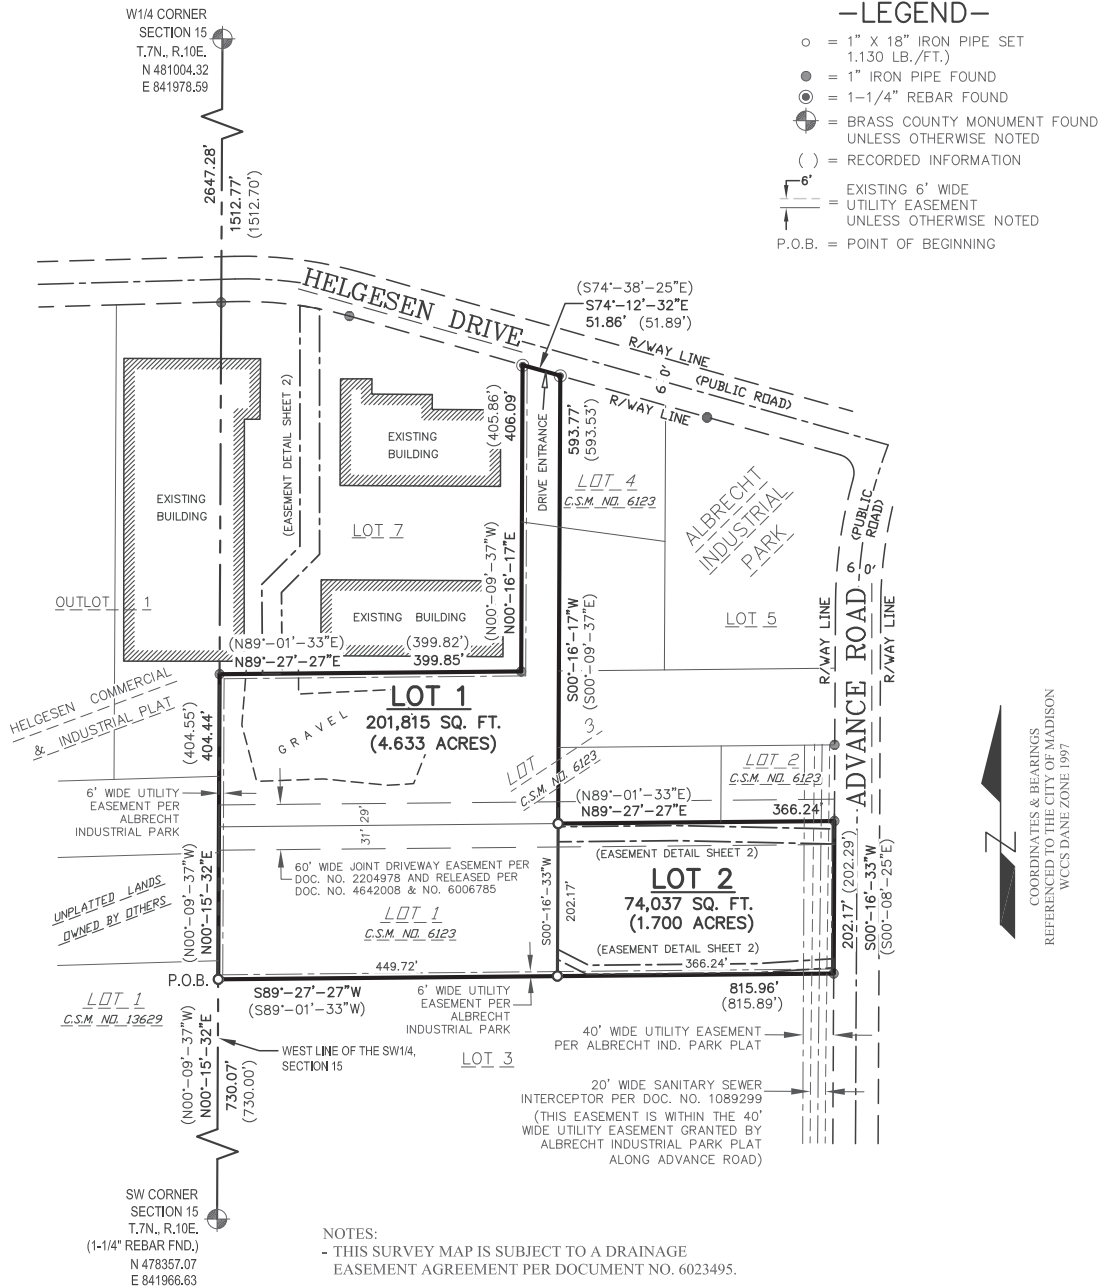 W1/4 CORNER
SECTION 15
T.7N., R.10E.
N 481004.32
E 841978.59
—LEGEND—
= 1" X 18" IRON PIPE SET
1.130 LB./FT.)
= 1" IRON PIPE FOUND
= 1-1/4" REBAR FOUND
= BRASS COUNTY MONUMENT FOUND
UNLESS OTHERWISE NOTED
( ) = RECORDED INFORMATION
6'
EXISTING 6' WIDE
= UTILITY EASEMENT
UNLESS OTHERWISE NOTED
P.O.B. = POINT OF BEGINNING
2647.28'
1512.77'
(1512.70')
HELGESEN DRIVE
(S74°-38'-25"E)
S74°-12'-32"E
51.86' (51.89')
R/WAY LINE
6 0'
(PUBLIC ROAD)
R/WAY LINE
(EASEMENT DETAIL SHEET 2)
EXISTING
BUILDING
EXISTING
BUILDING
LOT 7
(405.86')
406.09'
DRIVE ENTRANCE
593.77'
(593.53')
LOT 4
C.S.M. NO. 6123
ALBRECHT
INDUSTRIAL
PARK
(PUBLIC
ROAD)
6 0'
(N00°-09'-37"W)
N00°-16'-17"E
S00°-16'-17"W
(S00°-09'-37"E)
OUTLOT 1
EXISTING BUILDING
LOT 5
R/WAY LINE
ADVANCE ROAD
R/WAY LINE
(N89°-01'-33"E) (399.82')
N89°-27'-27"E 399.85'
HELGESEN COMMERCIAL
& INDUSTRIAL PLAT
(404.55')
404.44'
LOT 1
201,815 SQ. FT.
(4.633 ACRES)
GRAVEL
LOT 3
C.S.M. NO. 6123
LOT 2
C.S.M. NO. 6123
(N89°-01'-33"E)
N89°-27'-27"E 366.24'
6' WIDE UTILITY
EASEMENT PER
ALBRECHT
INDUSTRIAL PARK
31' 29'
60' WIDE JOINT DRIVEWAY EASEMENT PER
DOC. NO. 2204978 AND RELEASED PER
DOC. NO. 4642008 & NO. 6006785
(EASEMENT DETAIL SHEET 2)
LOT 2
74,037 SQ. FT.
(1.700 ACRES)
(EASEMENT DETAIL SHEET 2)
366.24'
S00°-16'-33"W
202.17'
202.17' (202.29')
S00°-16'-33"W
(S00°-08'-25"E)
UNPLATTED LANDS
OWNED BY OTHERS
(N00°-09'-37"W)
N00°-15'-32"E
LOT 1
C.S.M. NO. 6123
449.72'
P.O.B.
S89°-27'-27"W
(S89°-01'-33"W)
6' WIDE UTILITY
EASEMENT PER
ALBRECHT
INDUSTRIAL PARK
815.96'
(815.89')
LOT 1
C.S.M. NO. 13629
(N00°-09'-37"W)
N00°-15'-32"E
730.07'
(730.00')
WEST LINE OF THE SW1/4,
SECTION 15
LOT 3
40' WIDE UTILITY EASEMENT
PER ALBRECHT IND. PARK PLAT
20' WIDE SANITARY SEWER
INTERCEPTOR PER DOC. NO. 1089299
(THIS EASEMENT IS WITHIN THE 40'
WIDE UTILITY EASEMENT GRANTED BY
ALBRECHT INDUSTRIAL PARK PLAT
ALONG ADVANCE ROAD)
Z
COORDINATES & BEARINGS
REFERENCED TO THE CITY OF MADISON
WCCS DANE ZONE 1997
SW CORNER
SECTION 15
T.7N., R.10E.
(1-1/4" REBAR FND.)
N 478357.07
E 841966.63
NOTES:
- THIS SURVEY MAP IS SUBJECT TO A DRAINAGE
EASEMENT AGREEMENT PER DOCUMENT NO. 6023495.